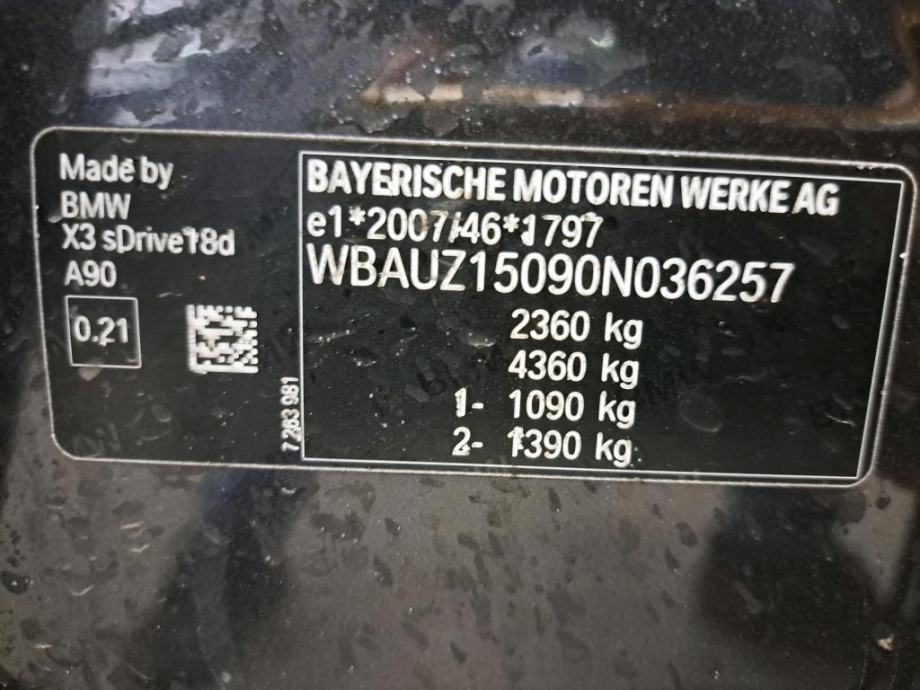 Made by
BMW
X3 sDrive18d
A90
0.21
7 263 981
BAYERISCHE MOTOREN WERKE AG
e1*2007/46*1797
WBAUZ15090N036257
2360 kg
4360 kg
1- 1090 kg
2- 1390 kg